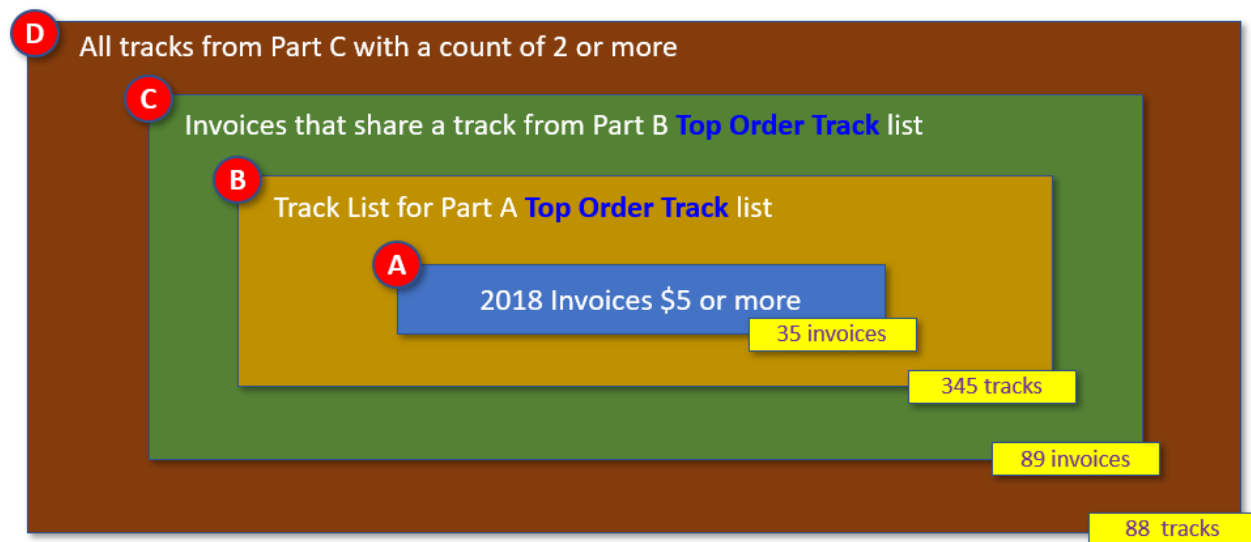 D
All tracks from Part C with a count of 2 or more
C
Invoices that share a track from Part B Top Order Track list
B
Track List for Part A Top Order Track list
A
2018 Invoices $5 or more
35 invoices
345 tracks
89 invoices
88 tracks